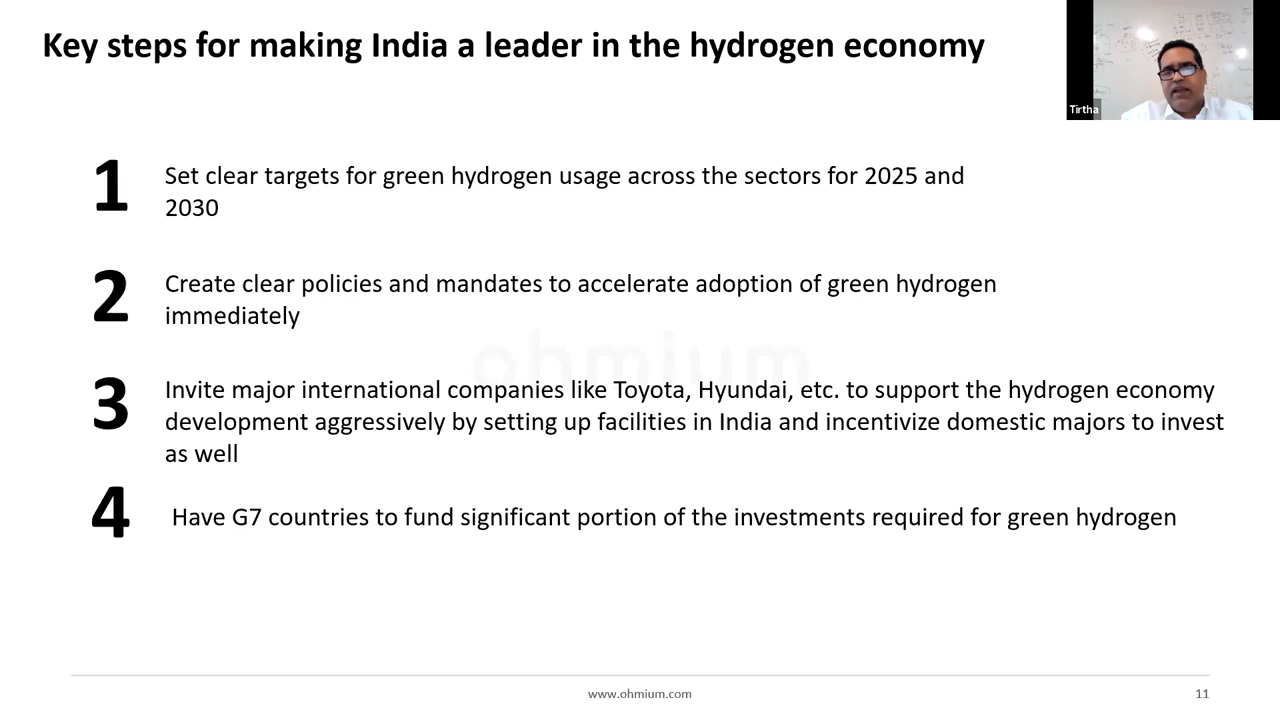 Key steps for making India a leader in the hydrogen economy
Tirtha
1
Set clear targets for green hydrogen usage across the sectors for 2025 and
2030
2
Create clear policies and mandates to accelerate adoption of green hydrogen
immediately
ohmium
3
Invite major international companies like Toyota, Hyundai, etc. to support the hydrogen economy
development aggressively by setting up facilities in India and incentivize domestic majors to invest
as well
4
Have G7 countries to fund significant portion of the investments required for green hydrogen
www.ohmium.com
11